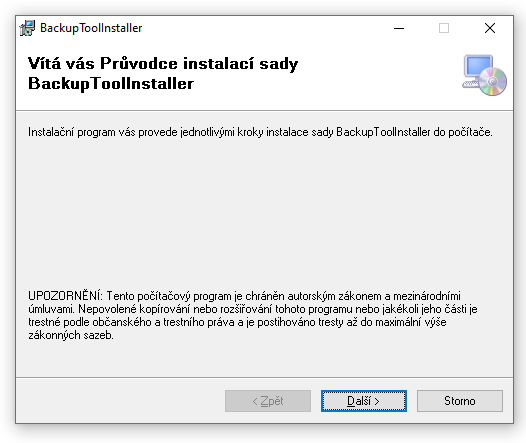 BackupToolInstaller
Vítá vás Průvodce instalací sady
BackupToolInstaller
Instalační program vás provede jednotlivými kroky instalace sady BackupToolInstaller do počítače.
UPOZORNĚNÍ: Tento počítačový program je chráněn autorským zákonem a mezinárodními
úmluvami. Nepovolené kopírování nebo rozšiřování tohoto programu nebo jakékoli jeho části je
trestné podle občanského a trestního práva a je postihováno tresty až do maximální výše
zákonných sazeb.
< Zpět
Další >
Storno